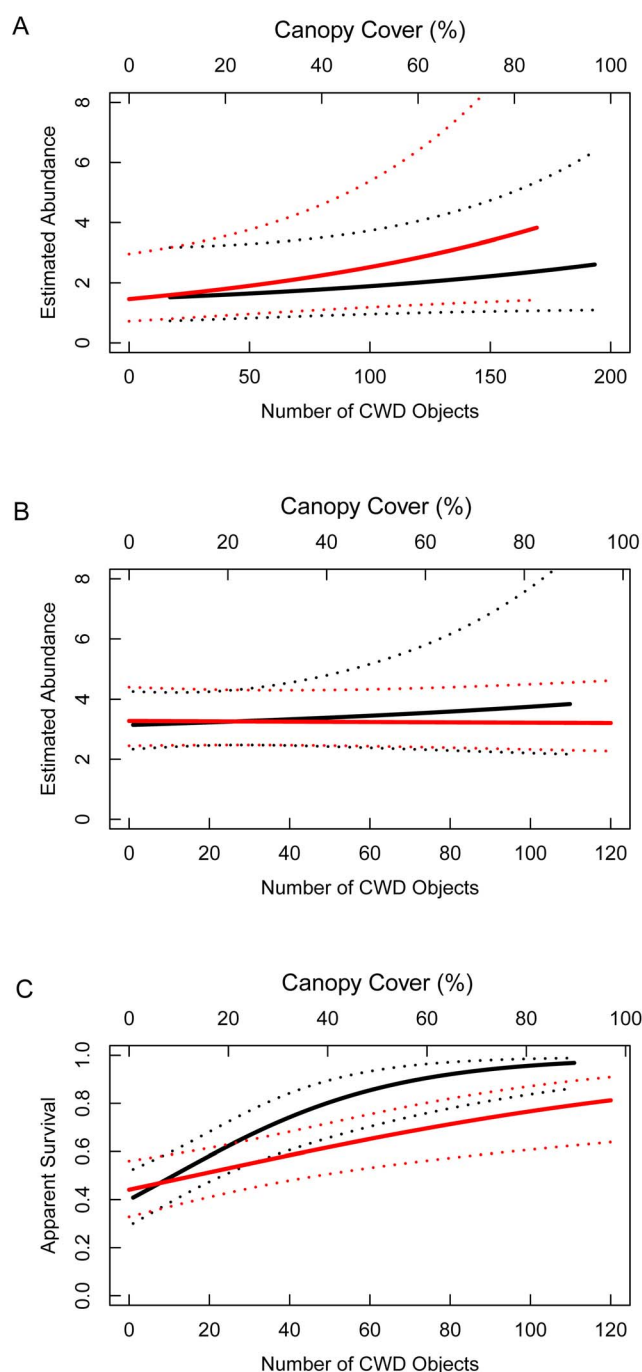 A
Canopy Cover (%)
0 20 40 60 80 100
8
6
4
2
0
Estimated Abundance
0 50 100 150 200
Number of CWD Objects
B
Canopy Cover (%)
0 20 40 60 80 100
8
6
4
2
0
Estimated Abundance
0 20 40 60 80 100 120
Number of CWD Objects
C
Canopy Cover (%)
0 20 40 60 80 100
1.0
0.8
0.6
0.4
0.2
0.0
Apparent Survival
0 20 40 60 80 100 120
Number of CWD Objects